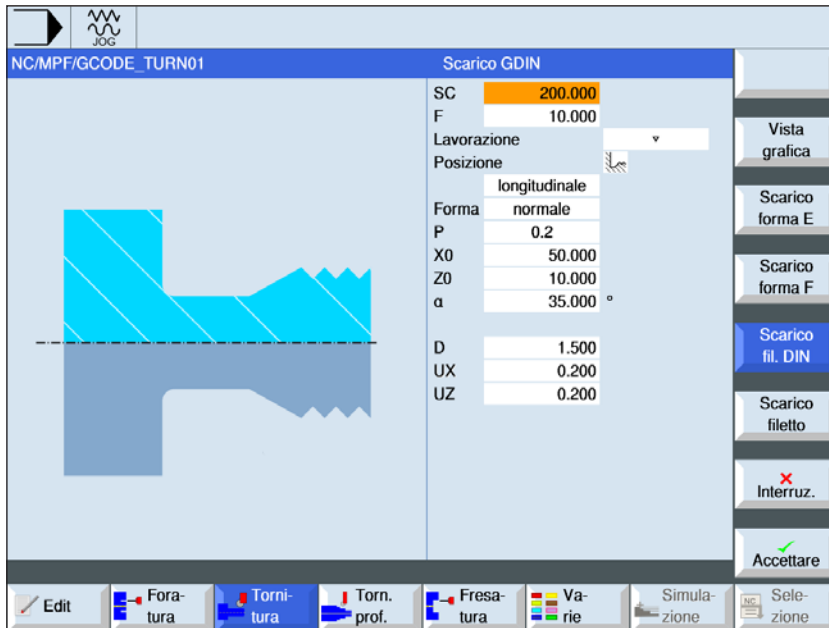 JOG
NC/MPF/GCODE_TURN01
Scarico GDIN
SC 200.000
F 10.000
Lavorazione ▿
Posizione
longitudinale
Forma normale
P 0.2
X0 50.000
Z0 10.000
α 35.000 °
D 1.500
UX 0.200
UZ 0.200
Vista
grafica
Scarico
forma E
Scarico
forma F
Scarico
fil. DIN
Scarico
filetto
Interruz.
Accettare
Edit
Fora-
tura
Torni-
tura
Torn.
prof.
Fresa-
tura
Va-
rie
Simula-
zione
NC
Sele-
zione